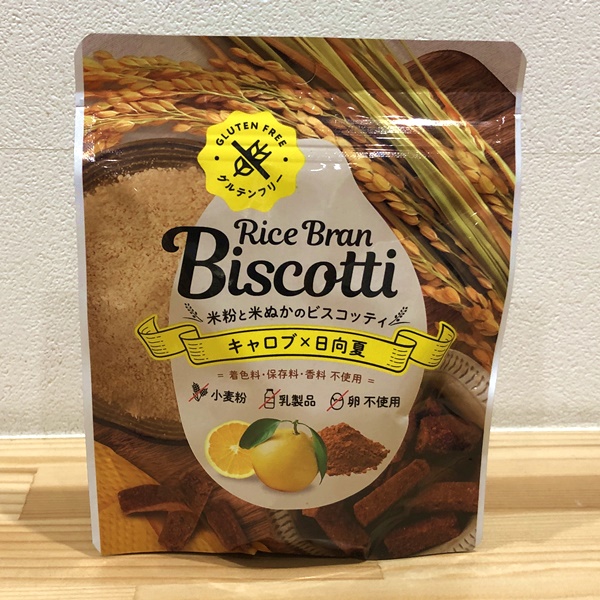 GLUTEN FREE
グルテンフリー
Rice Bran
Biscotti
米粉と米ぬかのビスコッティ
キャロブ×日向夏
= 着色料・保存料・香料 不使用 =
小麦粉 乳製品 卵 不使用